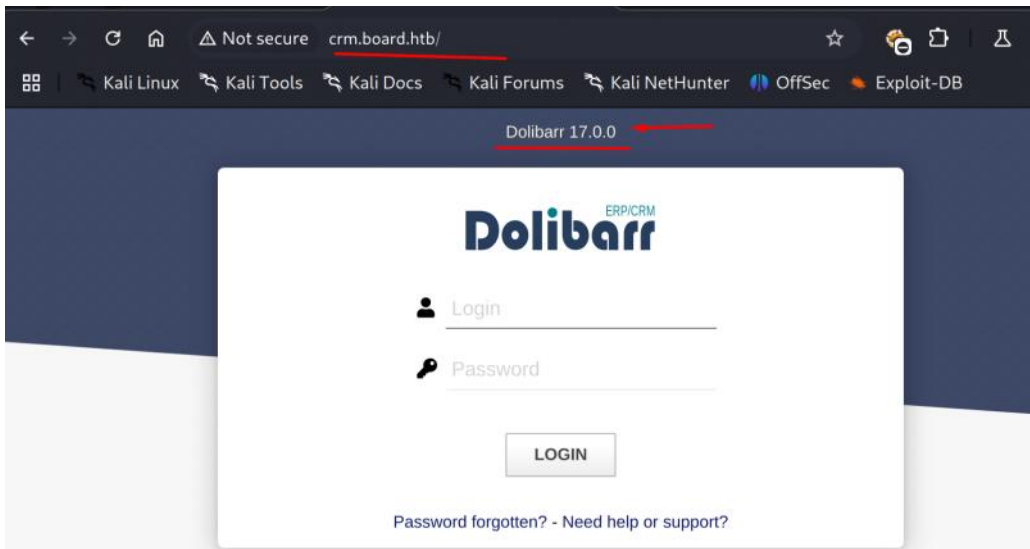 Not secure crm.board.htb/
Kali Linux Kali Tools Kali Docs Kali Forums Kali NetHunter OffSec Exploit-DB
Dolibarr 17.0.0
ERP/CRM
Dolibarr
Login
Password
LOGIN
Password forgotten? - Need help or support?